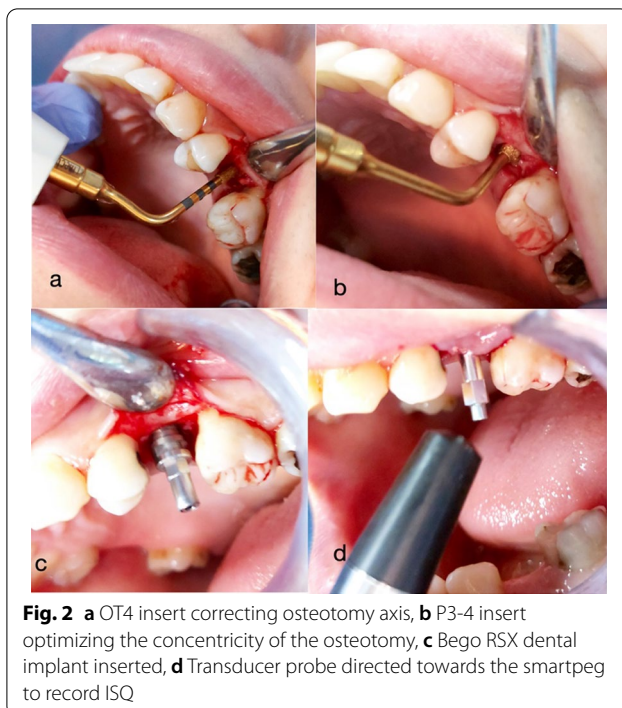 a
b
c
d
Fig. 2 a OT4 insert correcting osteotomy axis, b P3-4 insert
optimizing the concentricity of the osteotomy, c Bego RSX dental
implant inserted, d Transducer probe directed towards the smartpeg
to record ISQ